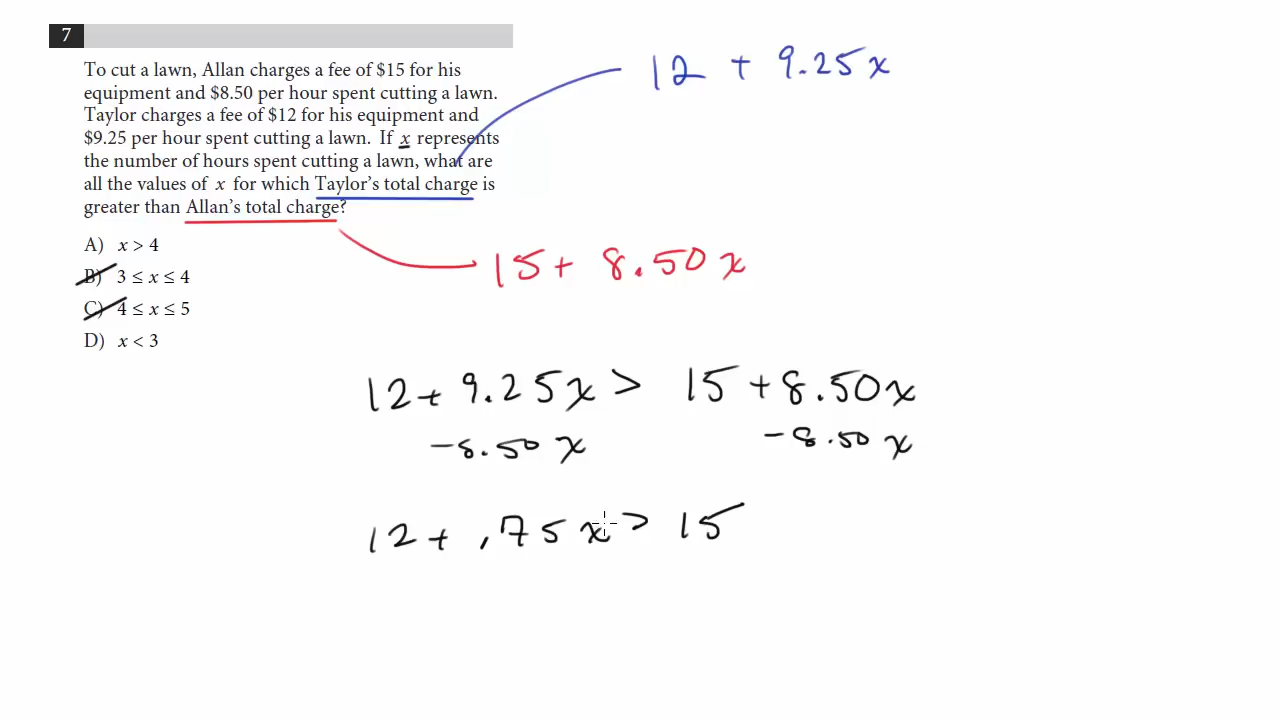 7
To cut a lawn, Allan charges a fee of $15 for his
equipment and $8.50 per hour spent cutting a lawn.
Taylor charges a fee of $12 for his equipment and
$9.25 per hour spent cutting a lawn. If x represents
the number of hours spent cutting a lawn, what are
all the values of x for which Taylor's total charge is
greater than Allan's total charge?
A) x > 4
B) 3 ≤ x ≤ 4
C) 4 ≤ x ≤ 5
D) x < 3
12 + 9.25x
15 + 8.50x
12 + 9.25x > 15 + 8.50x
-8.50x -8.50x
12 + .75x > 15